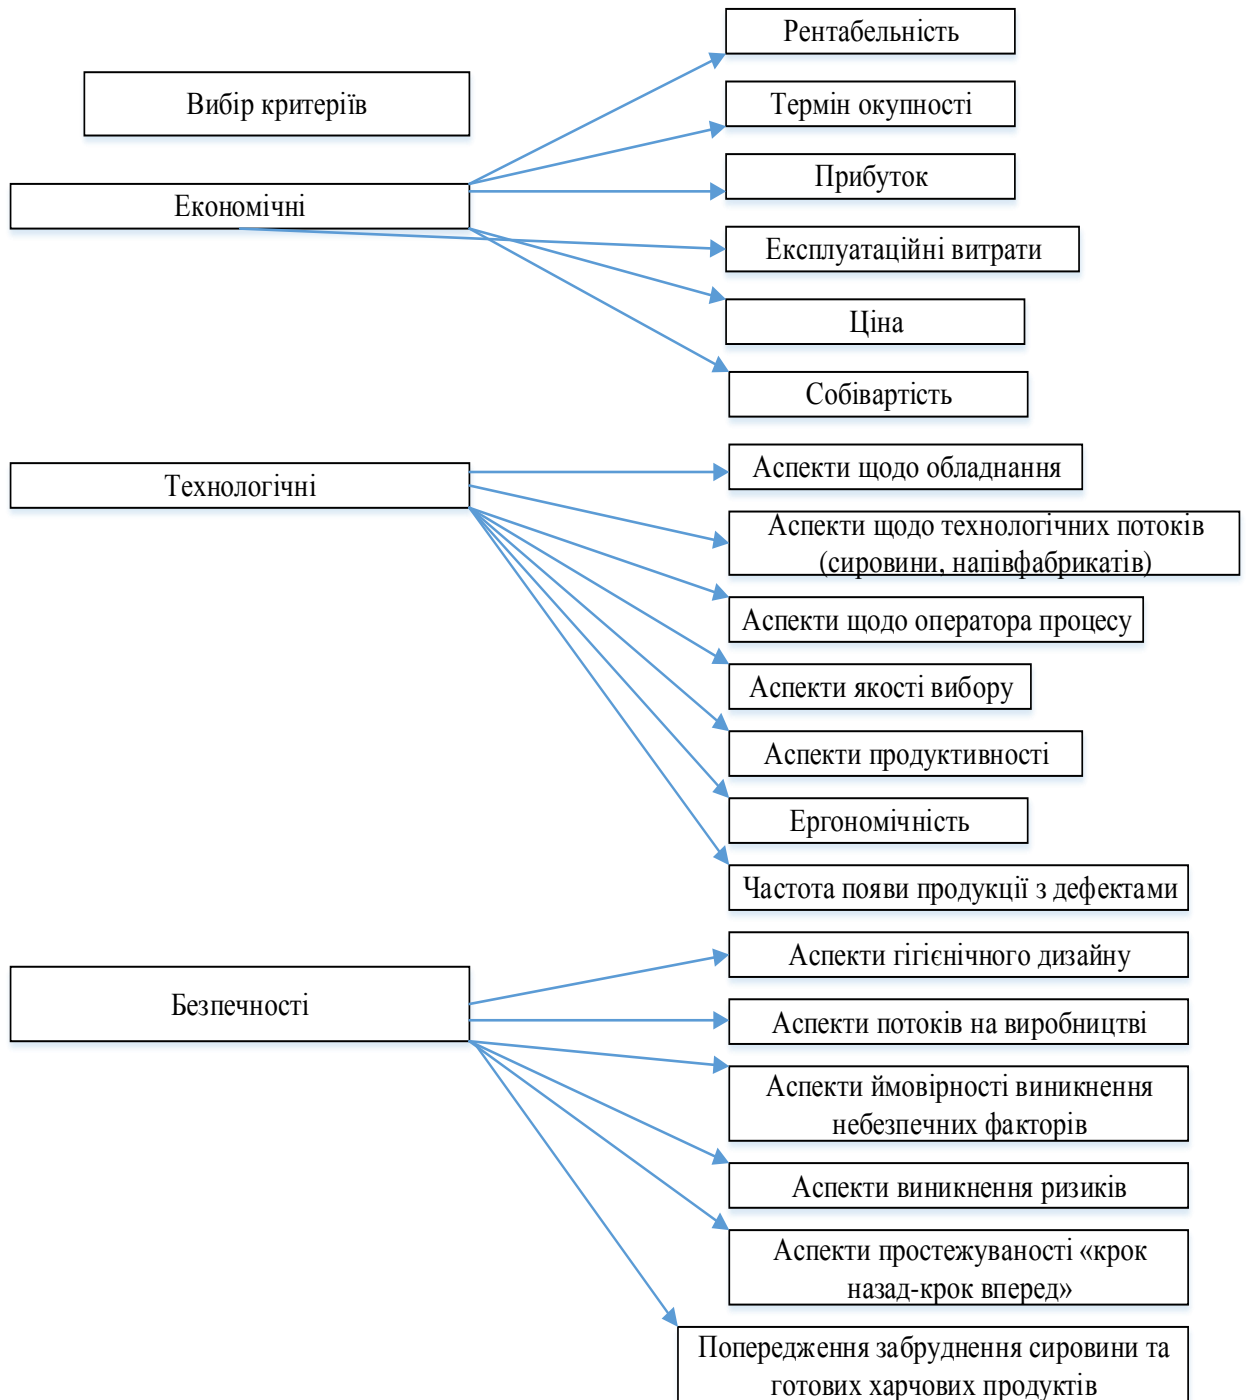 Вибір критеріїв
Економічні
Рентабельність
Термін окупності
Прибуток
Експлуатаційні витрати
Ціна
Собівартість
Технологічні
Аспекти щодо обладнання
Аспекти щодо технологічних потоків
(сировини, напівфабрикатів)
Аспекти щодо оператора процесу
Аспекти якості вибору
Аспекти продуктивності
Ергономічність
Частота появи продукції з дефектами
Безпечності
Аспекти гігієнічного дизайну
Аспекти потоків на виробництві
Аспекти ймовірності виникнення
небезпечних факторів
Аспекти виникнення ризиків
Аспекти простежуваності «крок
назад-крок вперед»
Попередження забруднення сировини та
готових харчових продуктів